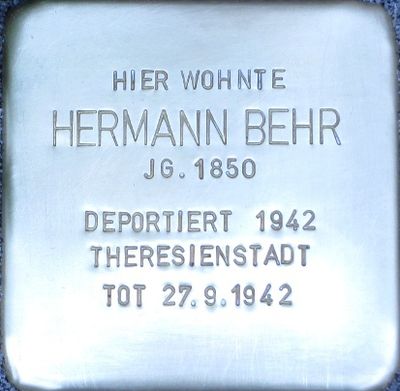 HIER WOHNTE
HERMANN BEHR
JG. 1850
DEPORTIERT 1942
THERESIENSTADT
TOT 27.9.1942